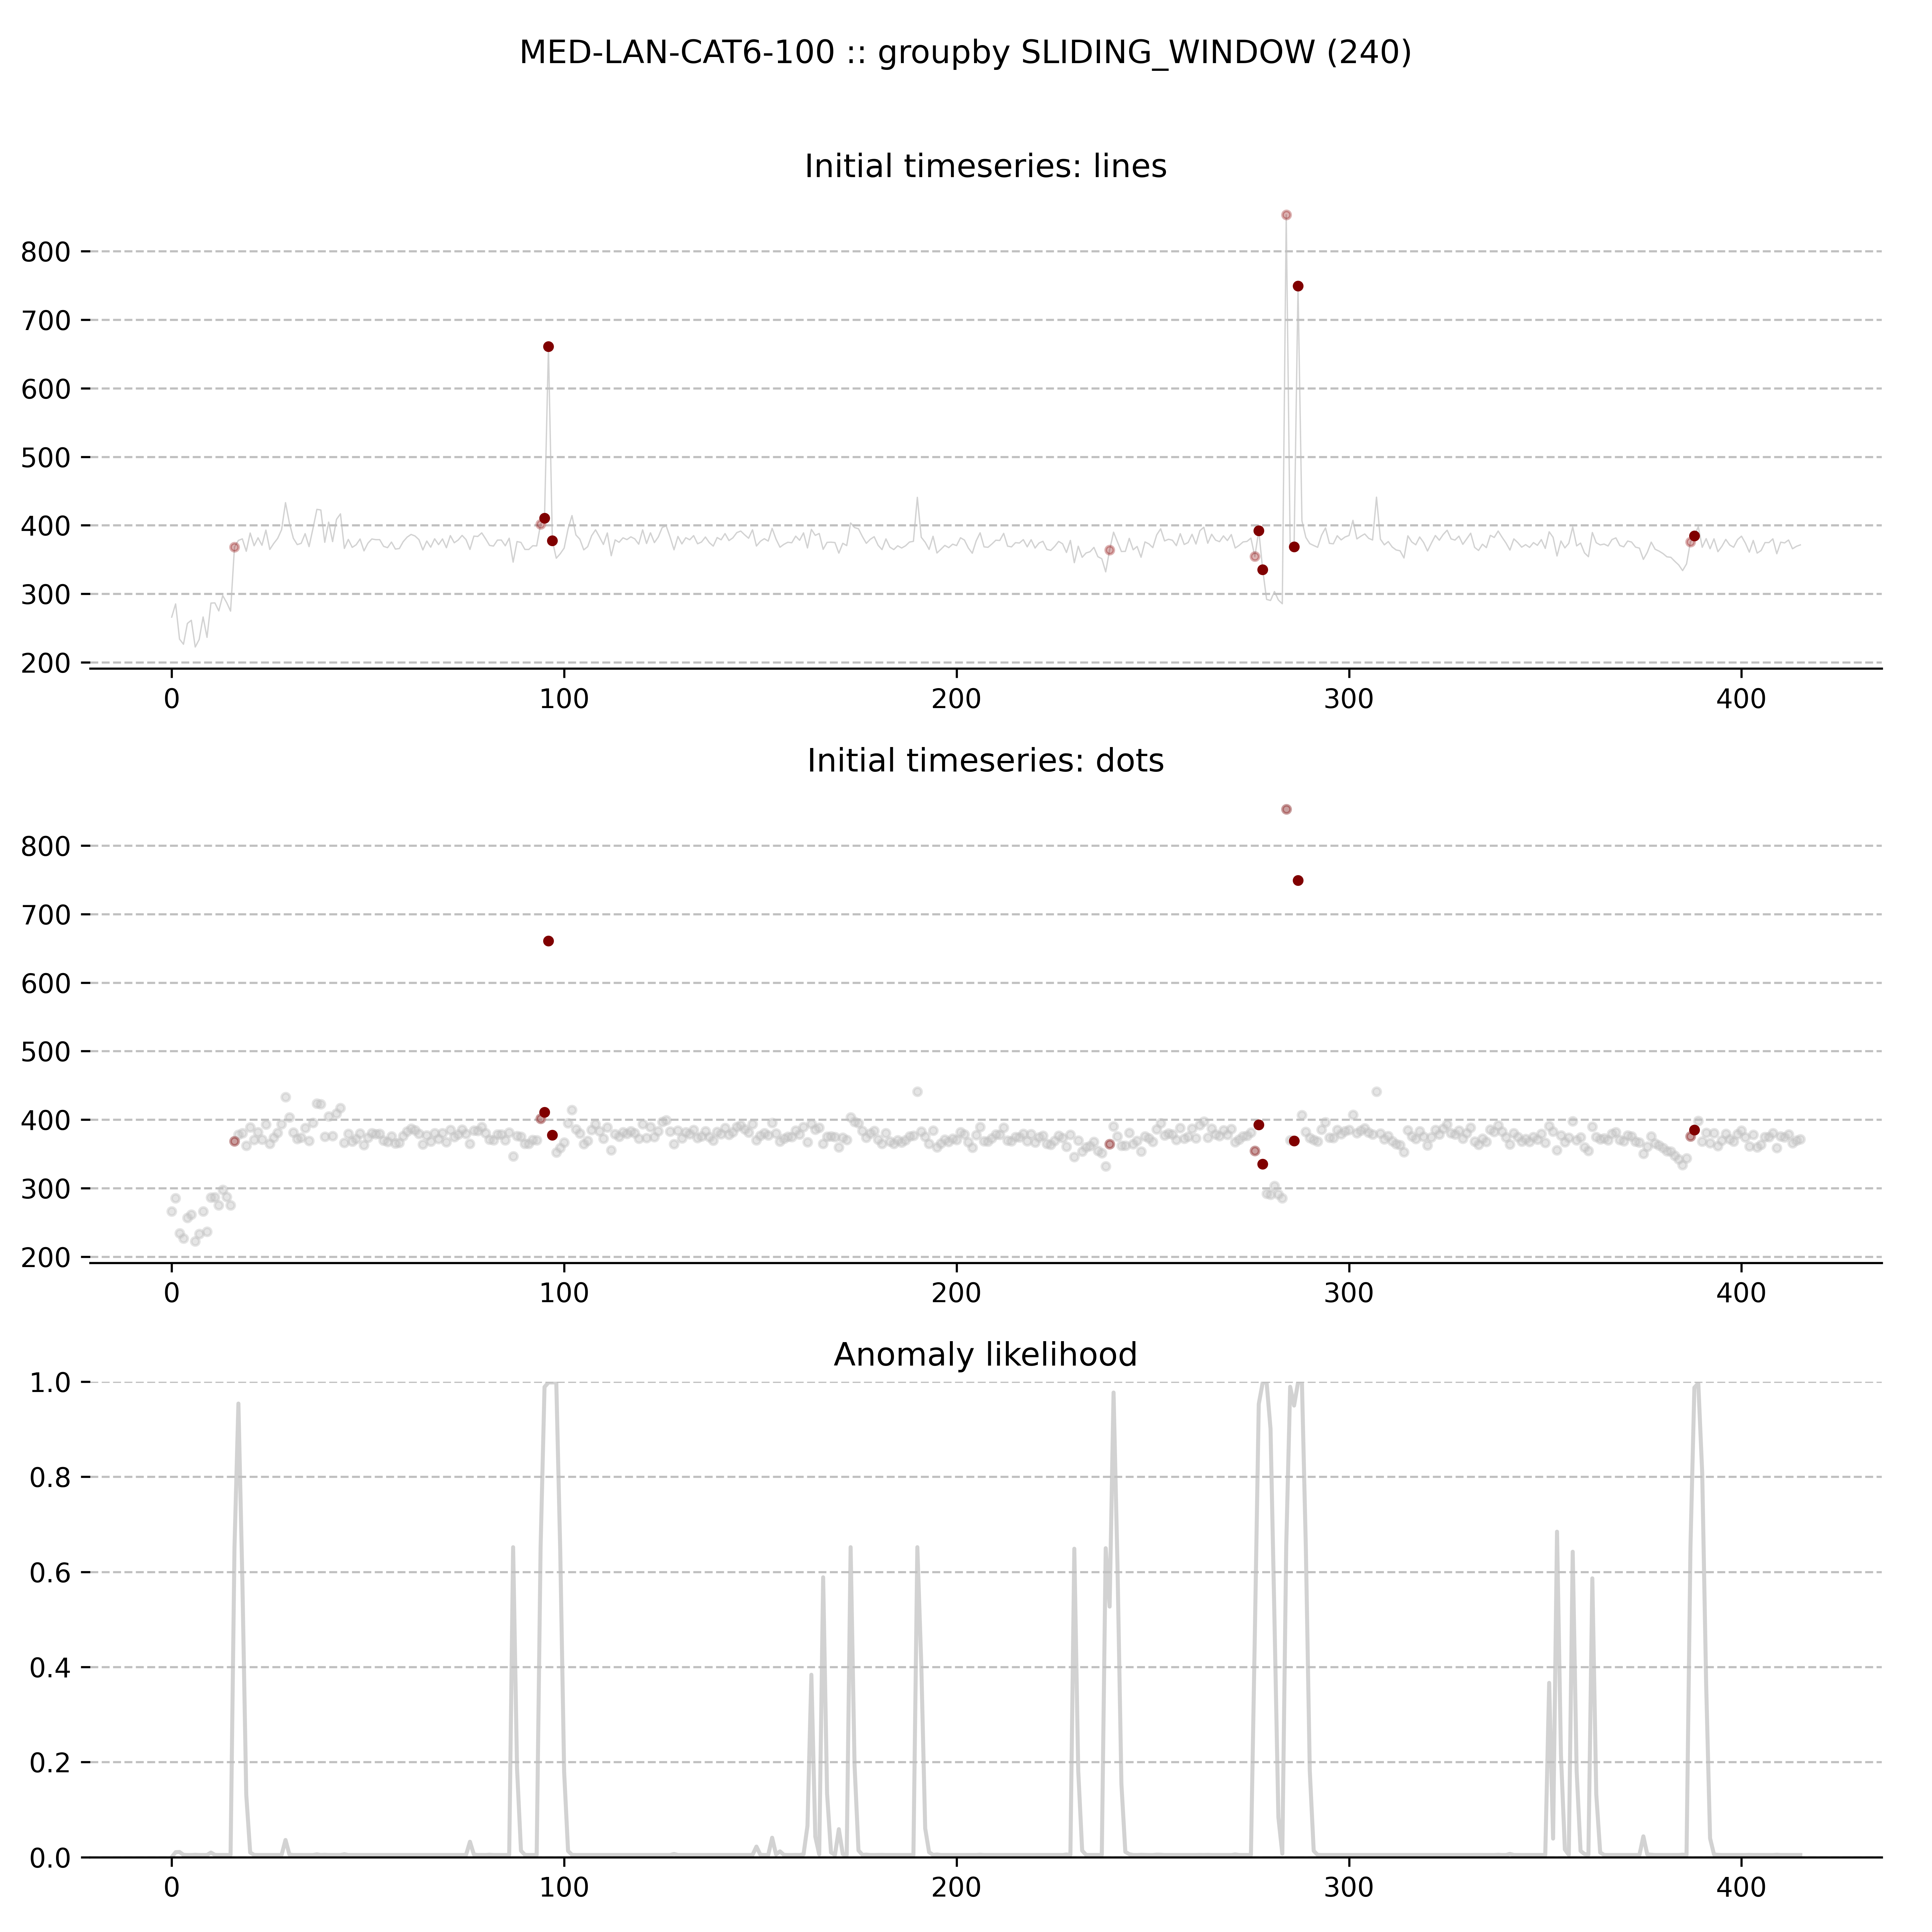 MED-LAN-CAT6-100 :: groupby SLIDING_WINDOW (240)
Initial timeseries: lines
800
700
600
500
400
300
200
0 100 200 300 400
Initial timeseries: dots
800
700
600
500
400
300
200
0 100 200 300 400
Anomaly likelihood
1.0
0.8
0.6
0.4
0.2
0.0
0 100 200 300 400